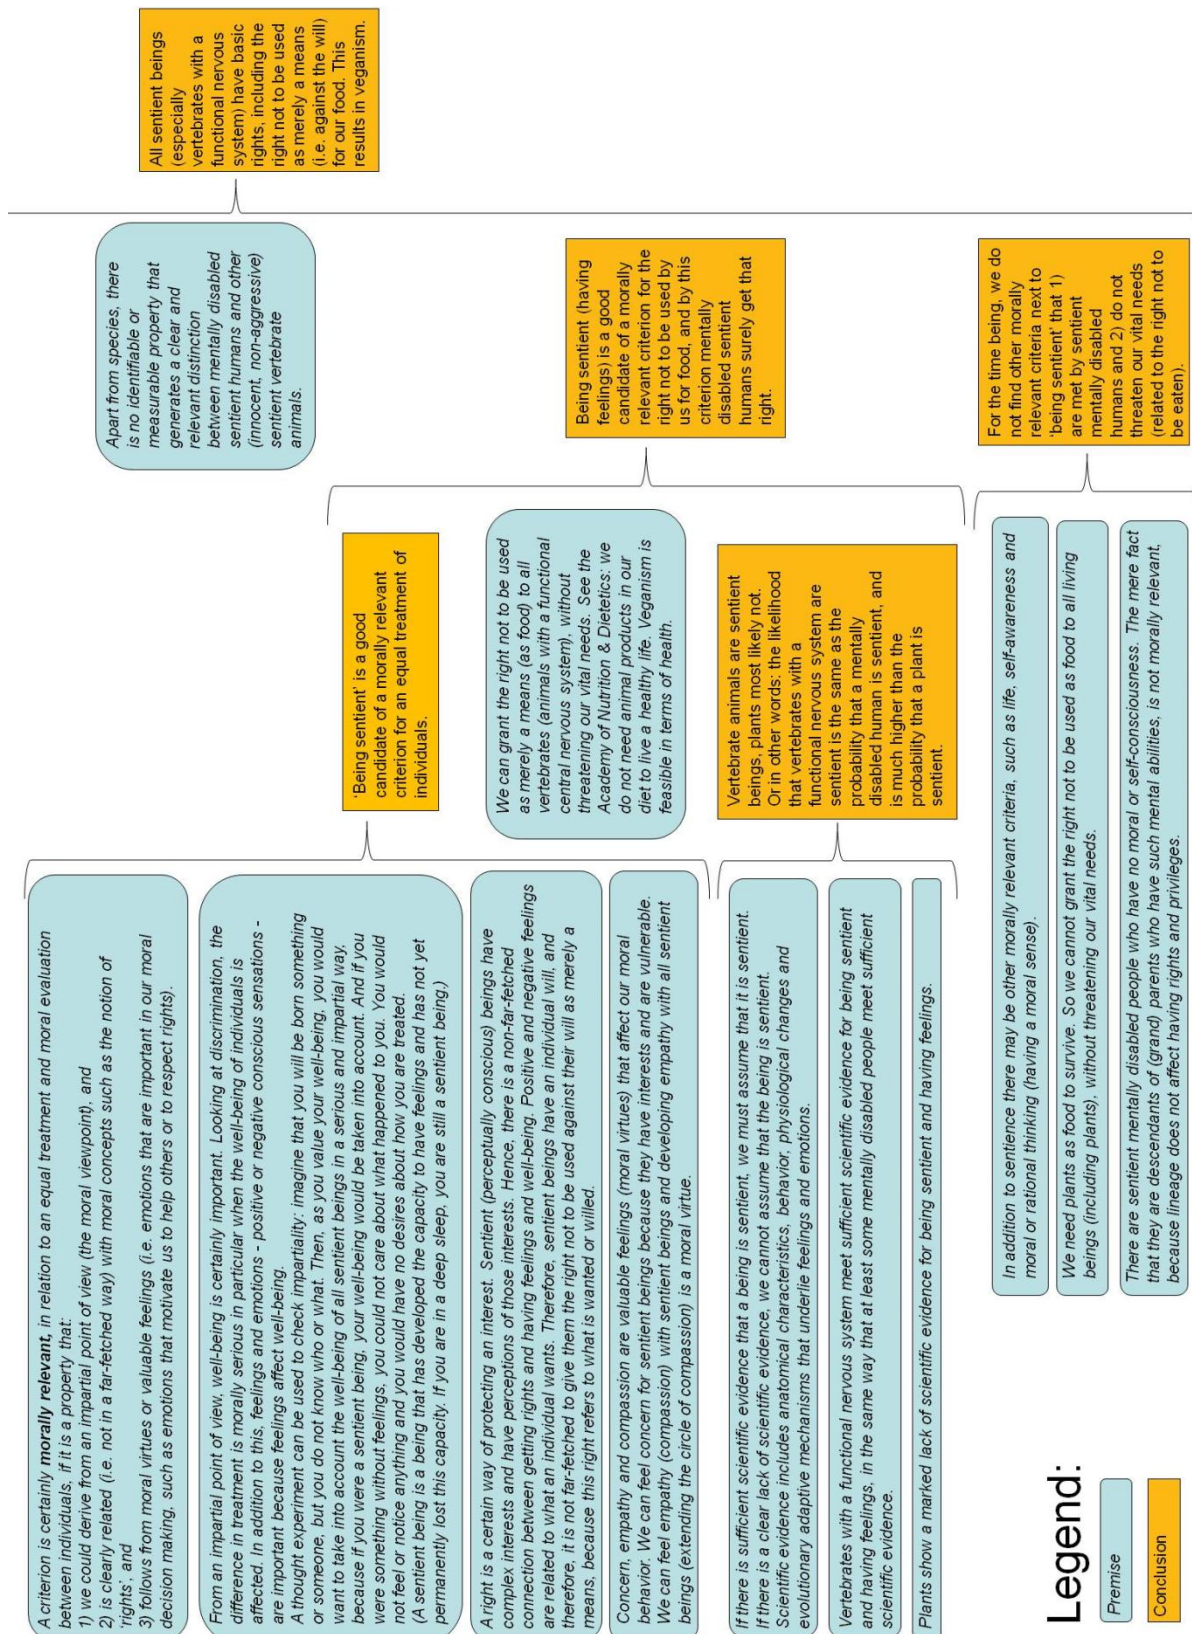 A criterion is certainly morally relevant, in relation to an equal treatment and moral evaluation
between individuals, if it is a property that:
1) we could derive from an impartial point of view (the moral viewpoint), and
2) is clearly related (i.e. not in a far-fetched way) with moral concepts such as the notion of
‘rights’, and
3) follows from moral virtues or valuable feelings (i.e. emotions that are important in our moral
decision making, such as emotions that motivate us to help others or to respect rights).
From an impartial point of view, well-being is certainly important. Looking at discrimination, the
difference in treatment is morally serious in particular when the well-being of individuals is
affected. In addition to this, feelings and emotions - positive or negative conscious sensations -
are important because feelings affect well-being.
A thought experiment can be used to check impartiality: imagine that you will be born something
or someone, but you do not know who or what. Then, as you value your well-being, you would
want to take into account the well-being of all sentient beings in a serious and impartial way,
because if you were a sentient being, your well-being would be taken into account. And if you
were something without feelings, you could not care about what happened to you. You would
not feel or notice anything and you would have no desires about how you are treated.
(A sentient being is a being that has developed the capacity to have feelings and has not yet
permanently lost this capacity. If you are in a deep sleep, you are still a sentient being.)
A right is a certain way of protecting an interest. Sentient (perceptually conscious) beings have
complex interests and have perceptions of those interests. Hence, there is a non-far-fetched
connection between getting rights and having feelings and well-being. Positive and negative feelings
are related to what an individual wants. Therefore, sentient beings have an individual will, and
therefore, it is not far-fetched to give them the right not to be used against their will as merely a
means, because this right refers to what is wanted or willed.
Concern, empathy and compassion are valuable feelings (moral virtues) that affect our moral
behavior. We can feel concern for sentient beings because they have interests and are vulnerable.
We can feel empathy (compassion) with sentient beings and developing empathy with all sentient
beings (extending the circle of compassion) is a moral virtue.
If there is sufficient scientific evidence that a being is sentient, we must assume that it is sentient.
If there is a clear lack of scientific evidence, we cannot assume that the being is sentient.
Scientific evidence includes anatomical characteristics, behavior, physiological changes and
evolutionary adaptive mechanisms that underlie feelings and emotions.
Vertebrates with a functional nervous system meet sufficient scientific evidence for being sentient
and having feelings, in the same way that at least some mentally disabled people meet sufficient
scientific evidence.
Plants show a marked lack of scientific evidence for being sentient and having feelings.
‘Being sentient’ is a good
candidate of a morally relevant
criterion for an equal treatment of
individuals.
We can grant the right not to be used
as merely a means (as food) to all
vertebrates (animals with a functional
central nervous system), without
threatening our vital needs. See the
Academy of Nutrition & Dietetics: we
do not need animal products in our
diet to live a healthy life. Veganism is
feasible in terms of health.
Vertebrate animals are sentient
beings, plants most likely not.
Or in other words: the likelihood
that vertebrates with a
functional nervous system are
sentient is the same as the
probability that a mentally
disabled human is sentient, and
is much higher than the
probability that a plant is
sentient.
In addition to sentience there may be other morally relevant criteria, such as life, self-awareness and
moral or rational thinking (having a moral sense).
We need plants as food to survive. So we cannot grant the right not to be used as food to all living
beings (including plants), without threatening our vital needs.
There are sentient mentally disabled people who have no moral or self-consciousness. The mere fact
that they are descendants of (grand) parents who have such mental abilities, is not morally relevant,
because lineage does not affect having rights and privileges.
Apart from species, there
is no identifiable or
measurable property that
generates a clear and
relevant distinction
between mentally disabled
sentient humans and other
(innocent, non-aggressive)
sentient vertebrate
animals.
Being sentient (having
feelings) is a good
candidate of a morally
relevant criterion for the
right not to be used by
us for food, and by this
criterion mentally
disabled sentient
humans surely get that
right.
For the time being, we do
not find other morally
relevant criteria next to
‘being sentient’ that 1)
are met by sentient
mentally disabled
humans and 2) do not
threaten our vital needs
(related to the right not to
be eaten).
All sentient beings
(especially
vertebrates with a
functional nervous
system) have basic
rights, including the
right not to be used
as merely a means
(i.e. against the will)
for our food. This
results in veganism.
Legend:
Premise
Conclusion